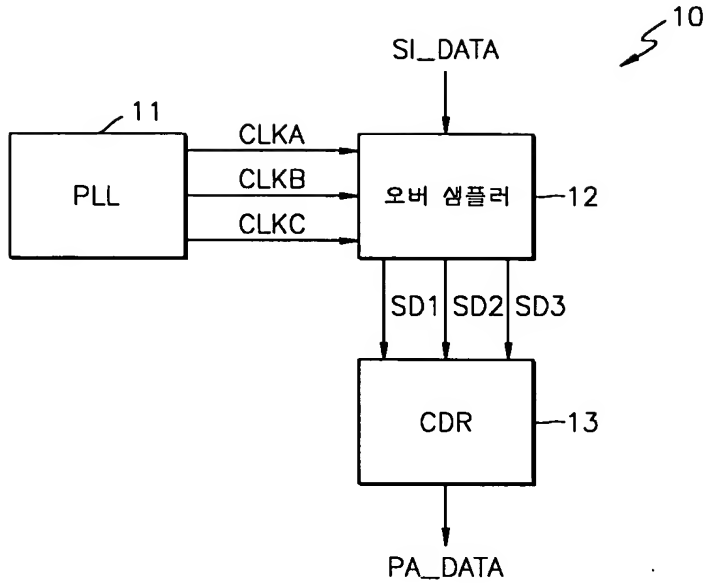 10
SI_DATA
11
CLKA
PLL
CLKB
오버 샘플러
12
CLKC
SD1
SD2
SD3
CDR
13
PA_DATA